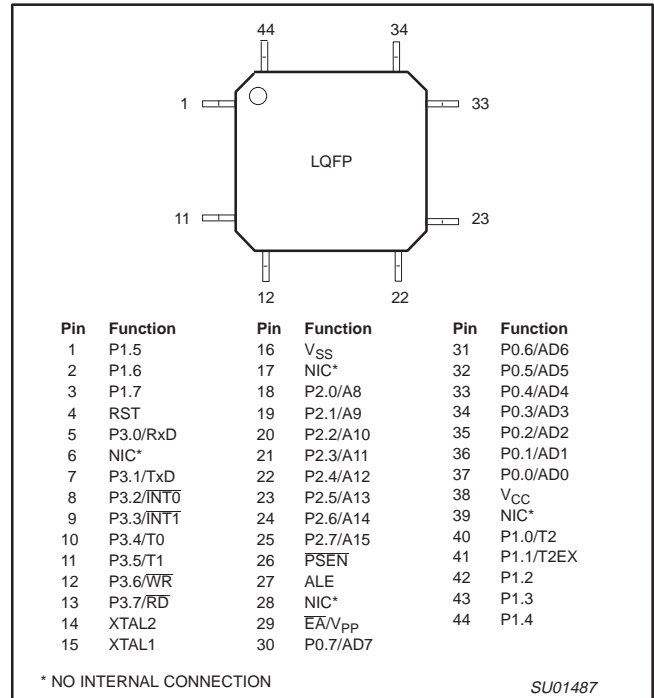 44 34
1 33
LQFP
11 23
12 22
Pin Function Pin Function Pin Function
1 P1.5 16 VSS 31 P0.6/AD6
2 P1.6 17 NIC* 32 P0.5/AD5
3 P1.7 18 P2.0/A8 33 P0.4/AD4
4 RST 19 P2.1/A9 34 P0.3/AD3
5 P3.0/RxD 20 P2.2/A10 35 P0.2/AD2
6 NIC* 21 P2.3/A11 36 P0.1/AD1
7 P3.1/TxD 22 P2.4/A12 37 P0.0/AD0
8 P3.2/I̅N̅T̅0̅ 23 P2.5/A13 38 VCC
9 P3.3/I̅N̅T̅1̅ 24 P2.6/A14 39 NIC*
10 P3.4/T0 25 P2.7/A15 40 P1.0/T2
11 P3.5/T1 26 P̅S̅E̅N̅ 41 P1.1/T2EX
12 P3.6/W̅R̅ 27 ALE 42 P1.2
13 P3.7/R̅D̅ 28 NIC* 43 P1.3
14 XTAL2 29 E̅A̅/VPP 44 P1.4
15 XTAL1 30 P0.7/AD7
* NO INTERNAL CONNECTION
SU01487